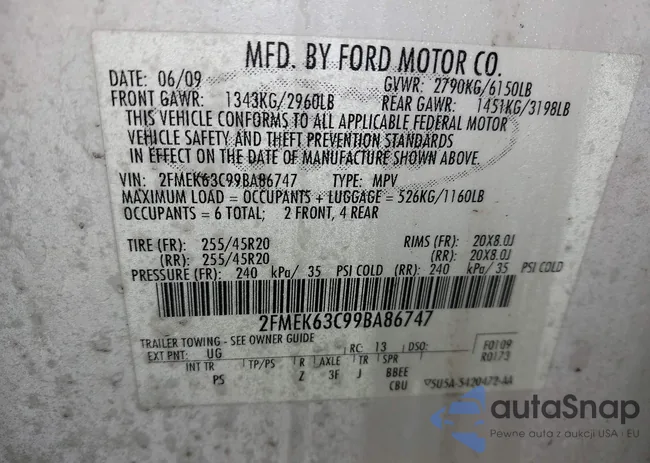 MFD. BY FORD MOTOR CO.
DATE: 06/09 GVWR: 2790KG/6150LB
FRONT GAWR: 1343KG/2960LB REAR GAWR: 1451KG/3198LB
THIS VEHICLE CONFORMS TO ALL APPLICABLE FEDERAL MOTOR
VEHICLE SAFETY AND THEFT PREVENTION STANDARDS
IN EFFECT ON THE DATE OF MANUFACTURE SHOWN ABOVE.
VIN: 2FMEK63C99BA86747 TYPE: MPV
MAXIMUM LOAD = OCCUPANTS + LUGGAGE = 526KG/1160LB
OCCUPANTS = 6 TOTAL; 2 FRONT, 4 REAR
TIRE (FR): 255/45R20 RIMS (FR): 20X8.0J
(RR): 255/45R20 (RR): 20X8.0J
PRESSURE (FR): 240 kPa/ 35 PSI COLD (RR): 240 kPa/ 35 PSI COLD
2FMEK63C99BA86747
TRAILER TOWING - SEE OWNER GUIDE
EXT PNT: UG RC: 13 DSO: F0109
R0173
INT TR TP/PS R AXLE TR SPR
PS Z 3F J BBEE
CBU
autaSnap
Pewne auta z aukcji USA i EU